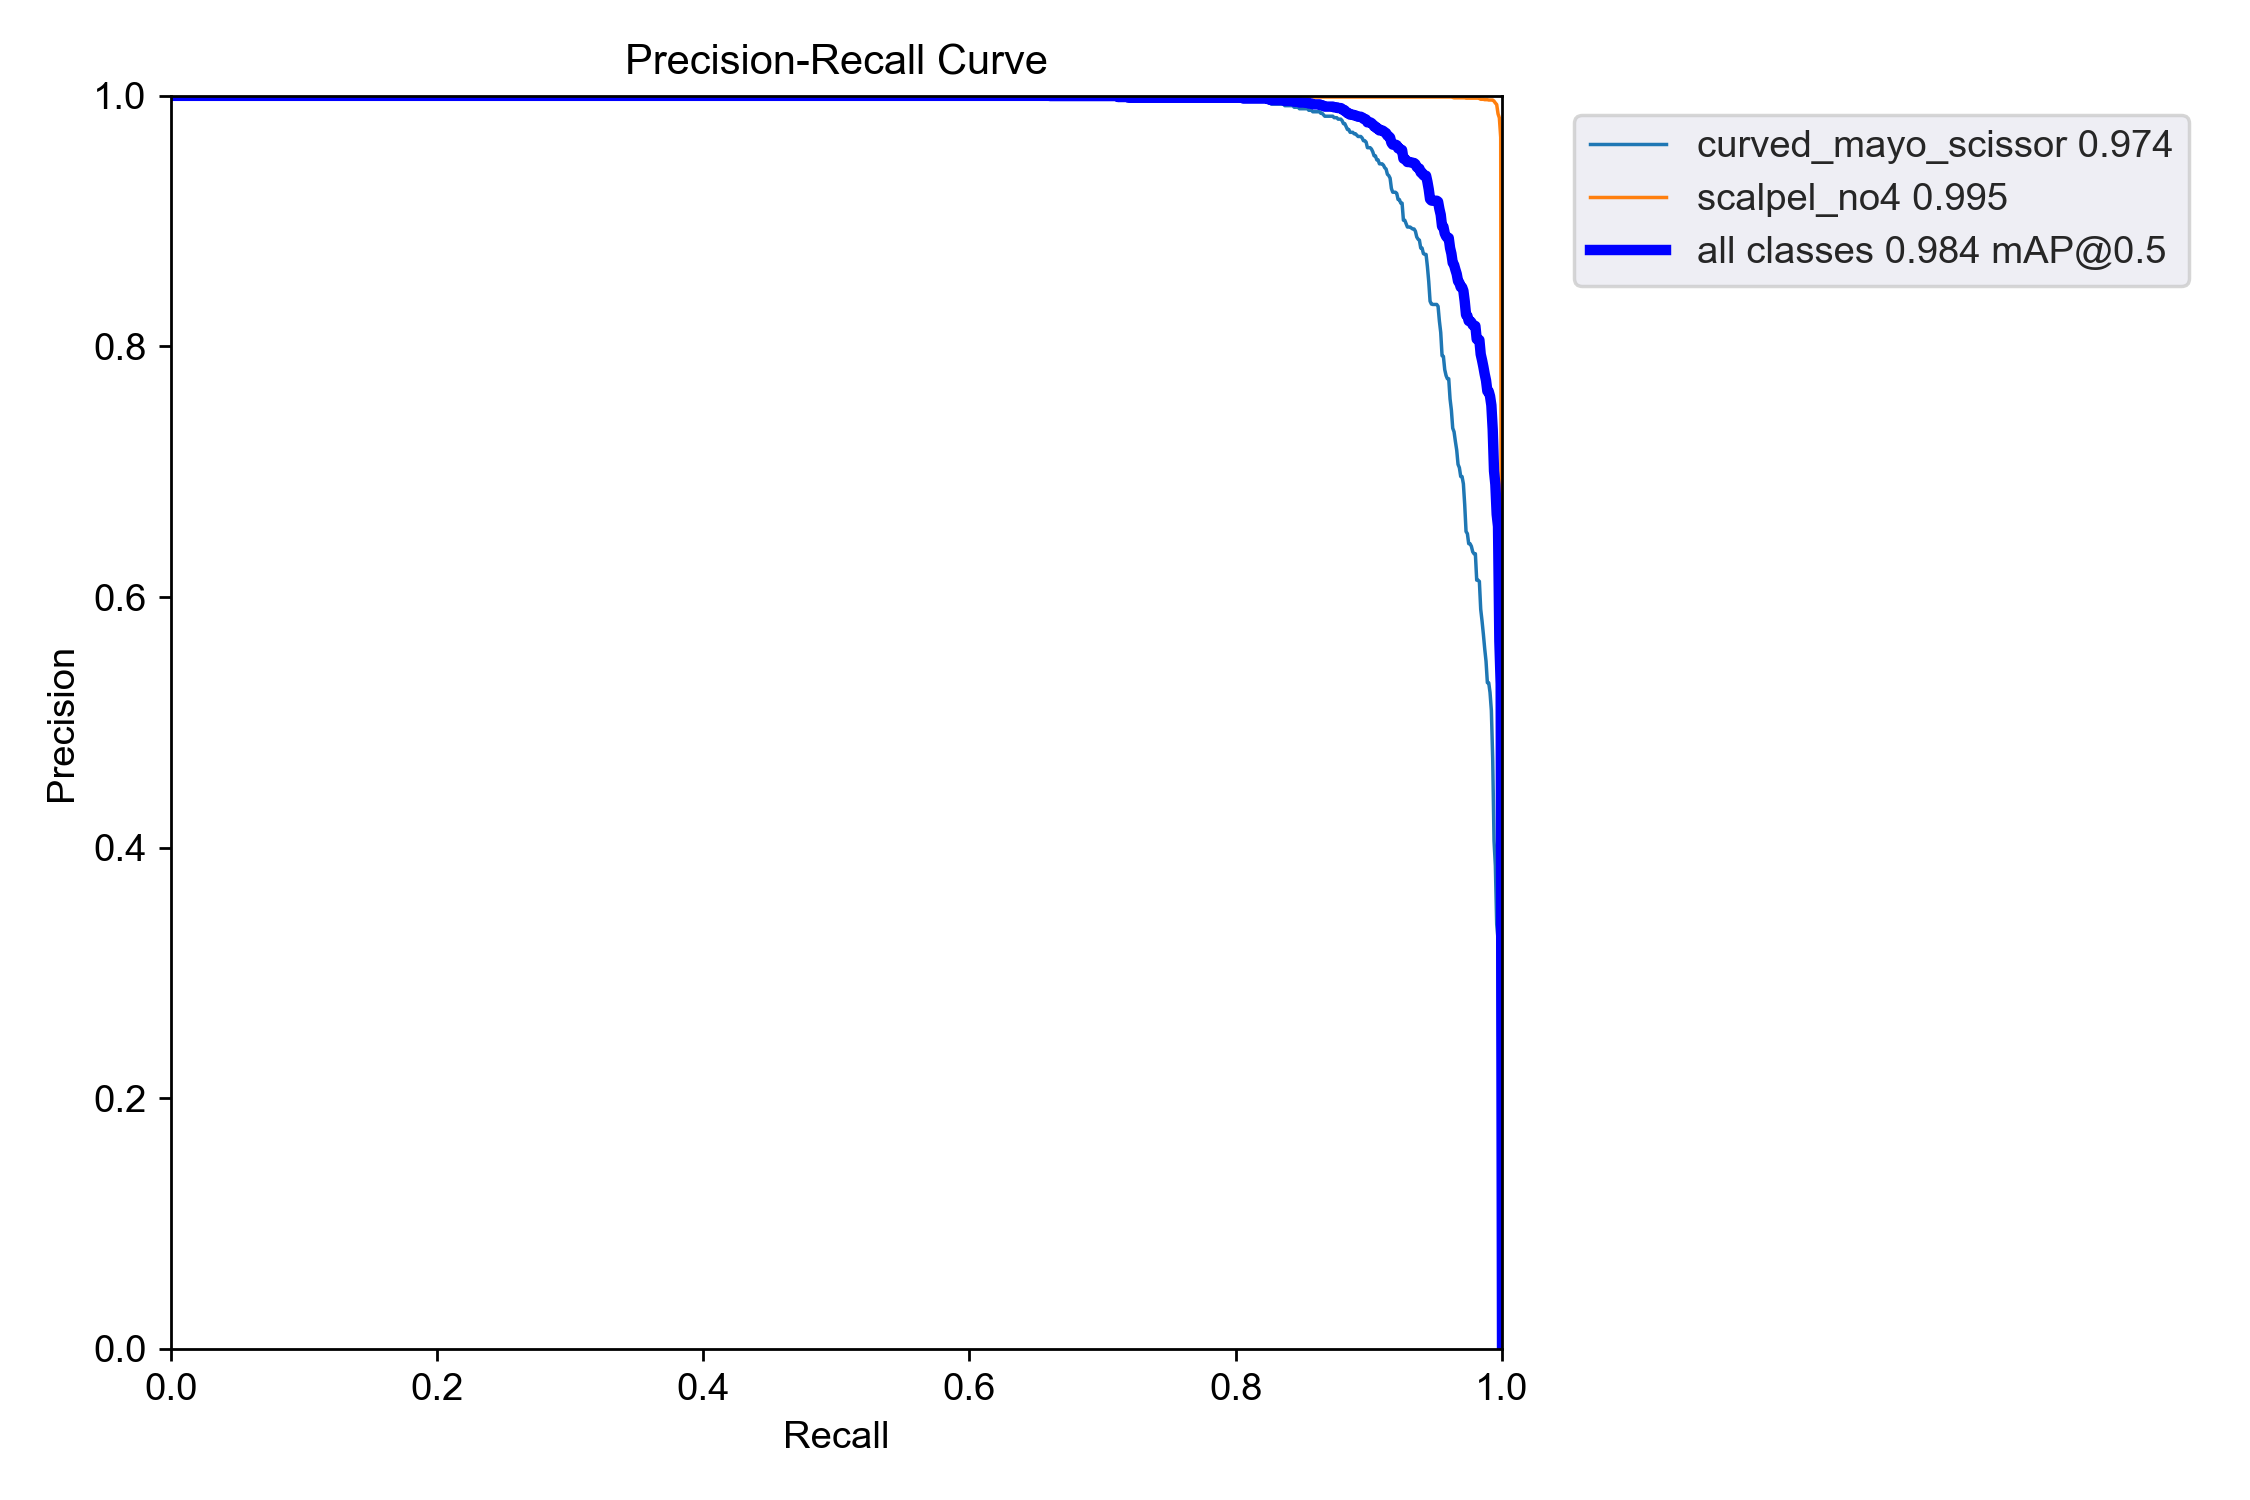 Precision-Recall Curve
1.0
0.8
0.6
0.4
0.2
0.0
Precision
0.0 0.2 0.4 0.6 0.8 1.0
Recall
curved_mayo_scissor 0.974
scalpel_no4 0.995
all classes 0.984 mAP@0.5